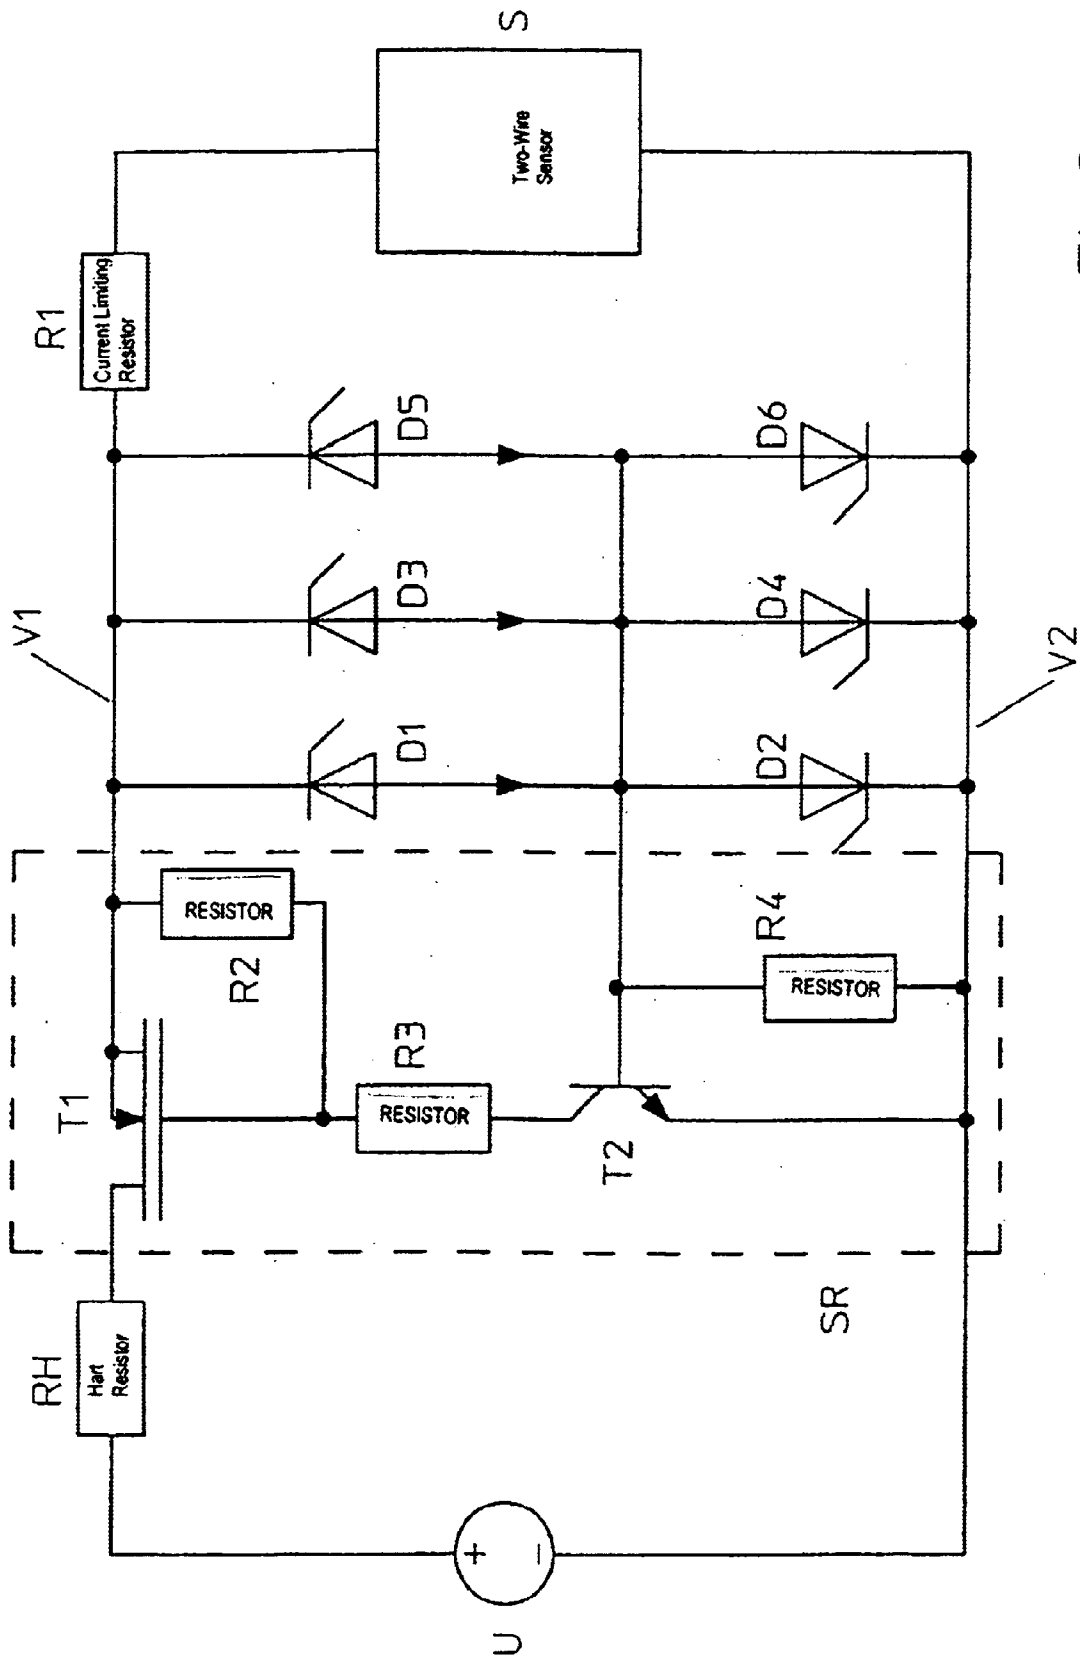 U
RH
Hart
Resistor
SR
T1
R2
RESISTOR
R3
RESISTOR
T2
R4
RESISTOR
V1
V2
D1
D2
D3
D4
D5
D6
R1
Current Limiting
Resistor
S
Two-Wire
Sensor
+
−